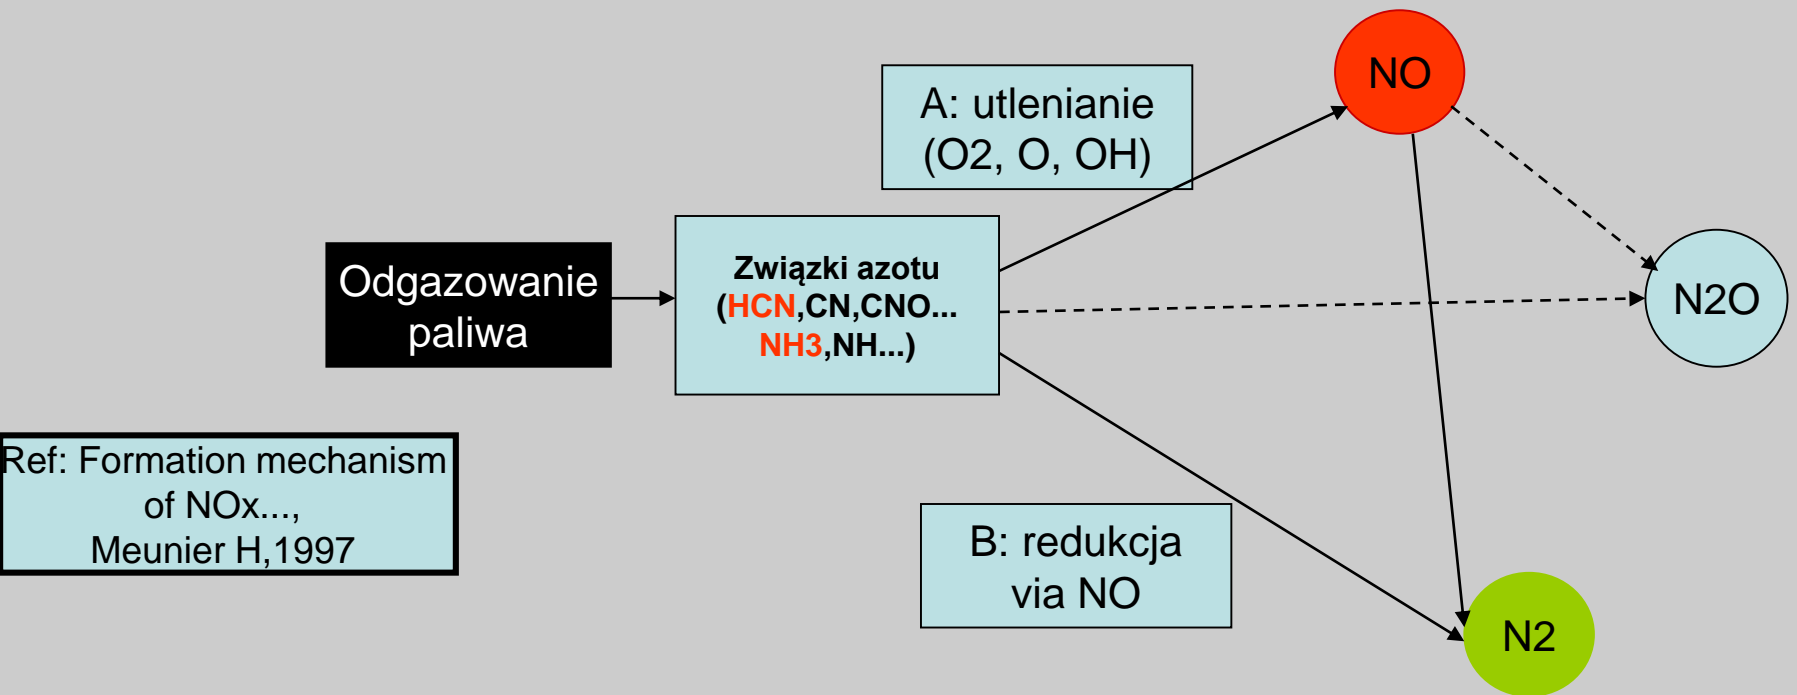 NO
A: utlenianie
(O2, O, OH)
Odgazowanie
paliwa
Związki azotu
(HCN,CN,CNO...
NH3,NH...)
N2O
Ref: Formation mechanism
of NOx...,
Meunier H,1997
B: redukcja
via NO
N2